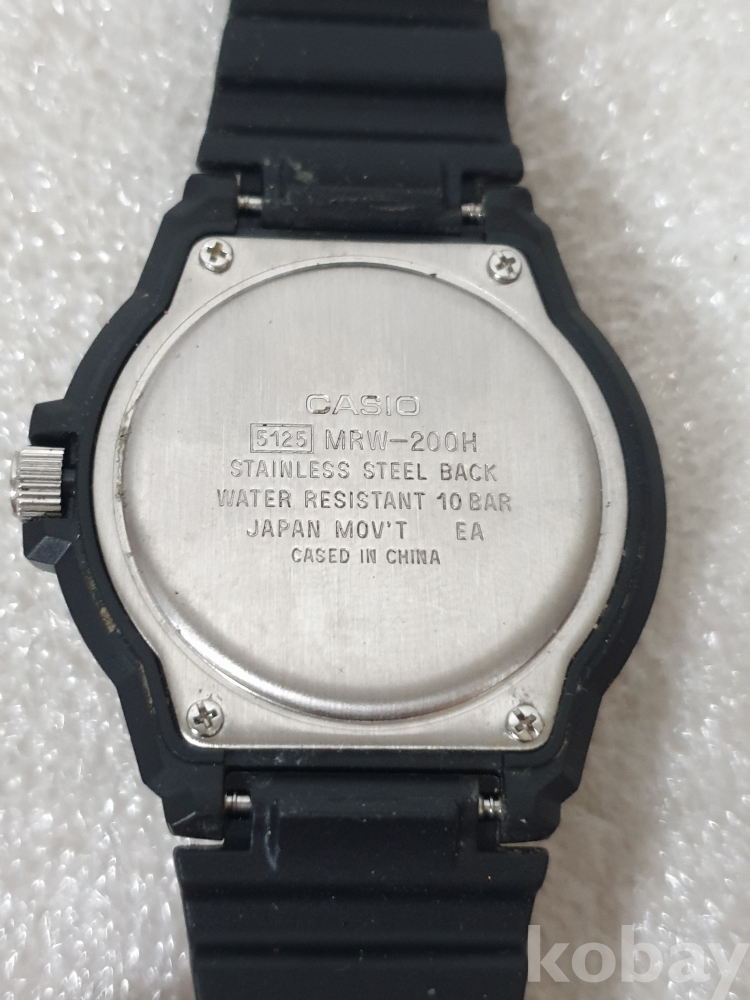 CASIO
5125 MRW-200H
STAINLESS STEEL BACK
WATER RESISTANT 10 BAR
JAPAN MOV'T EA
CASED IN CHINA
kobay